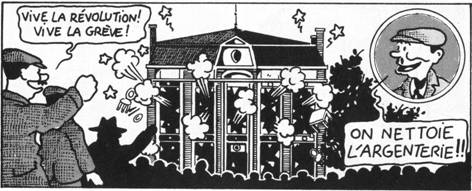 VIVE LA RÉVOLUTION!
VIVE LA GRÈVE!
ON NETTOIE
L'ARGENTERIE!!